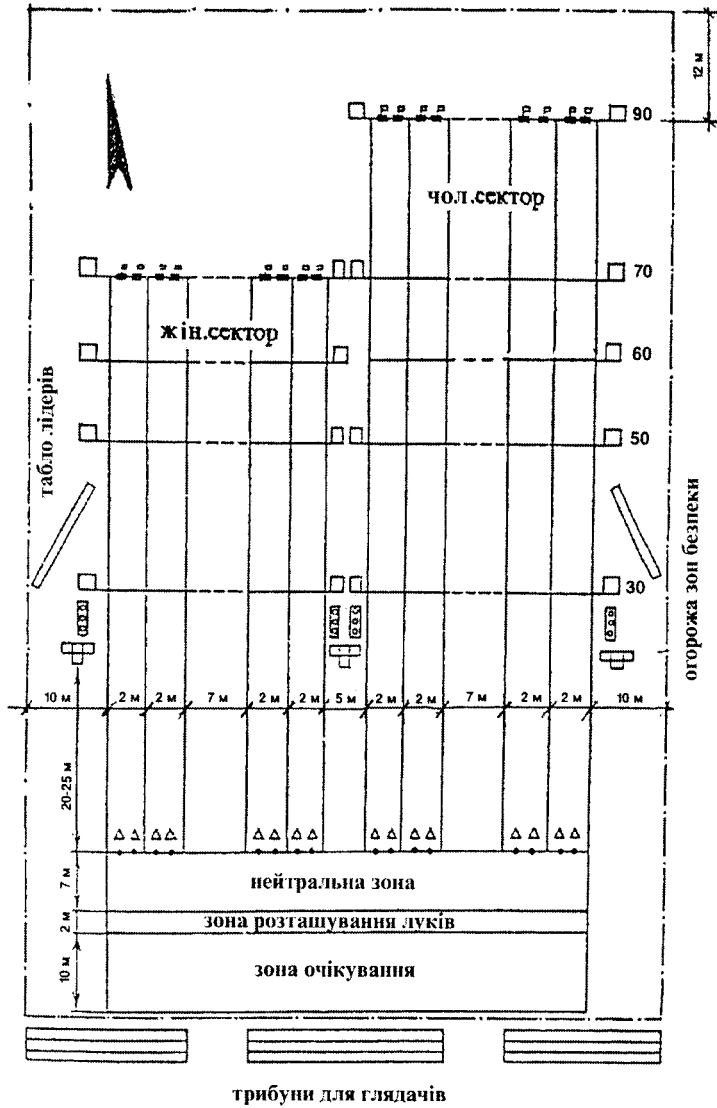 12 м
90
чол.сектор
70
жін.сектор
60
табло лідерів
50
огорожа зон безпеки
30
10 м 2 м 2 м 7 м 2 м 2 м 5 м 2 м 2 м 7 м 2 м 2 м 10 м
20-25 м
7 м
нейтральна зона
2 м
зона розташування луків
10 м
зона очікування
трибуни для глядачів